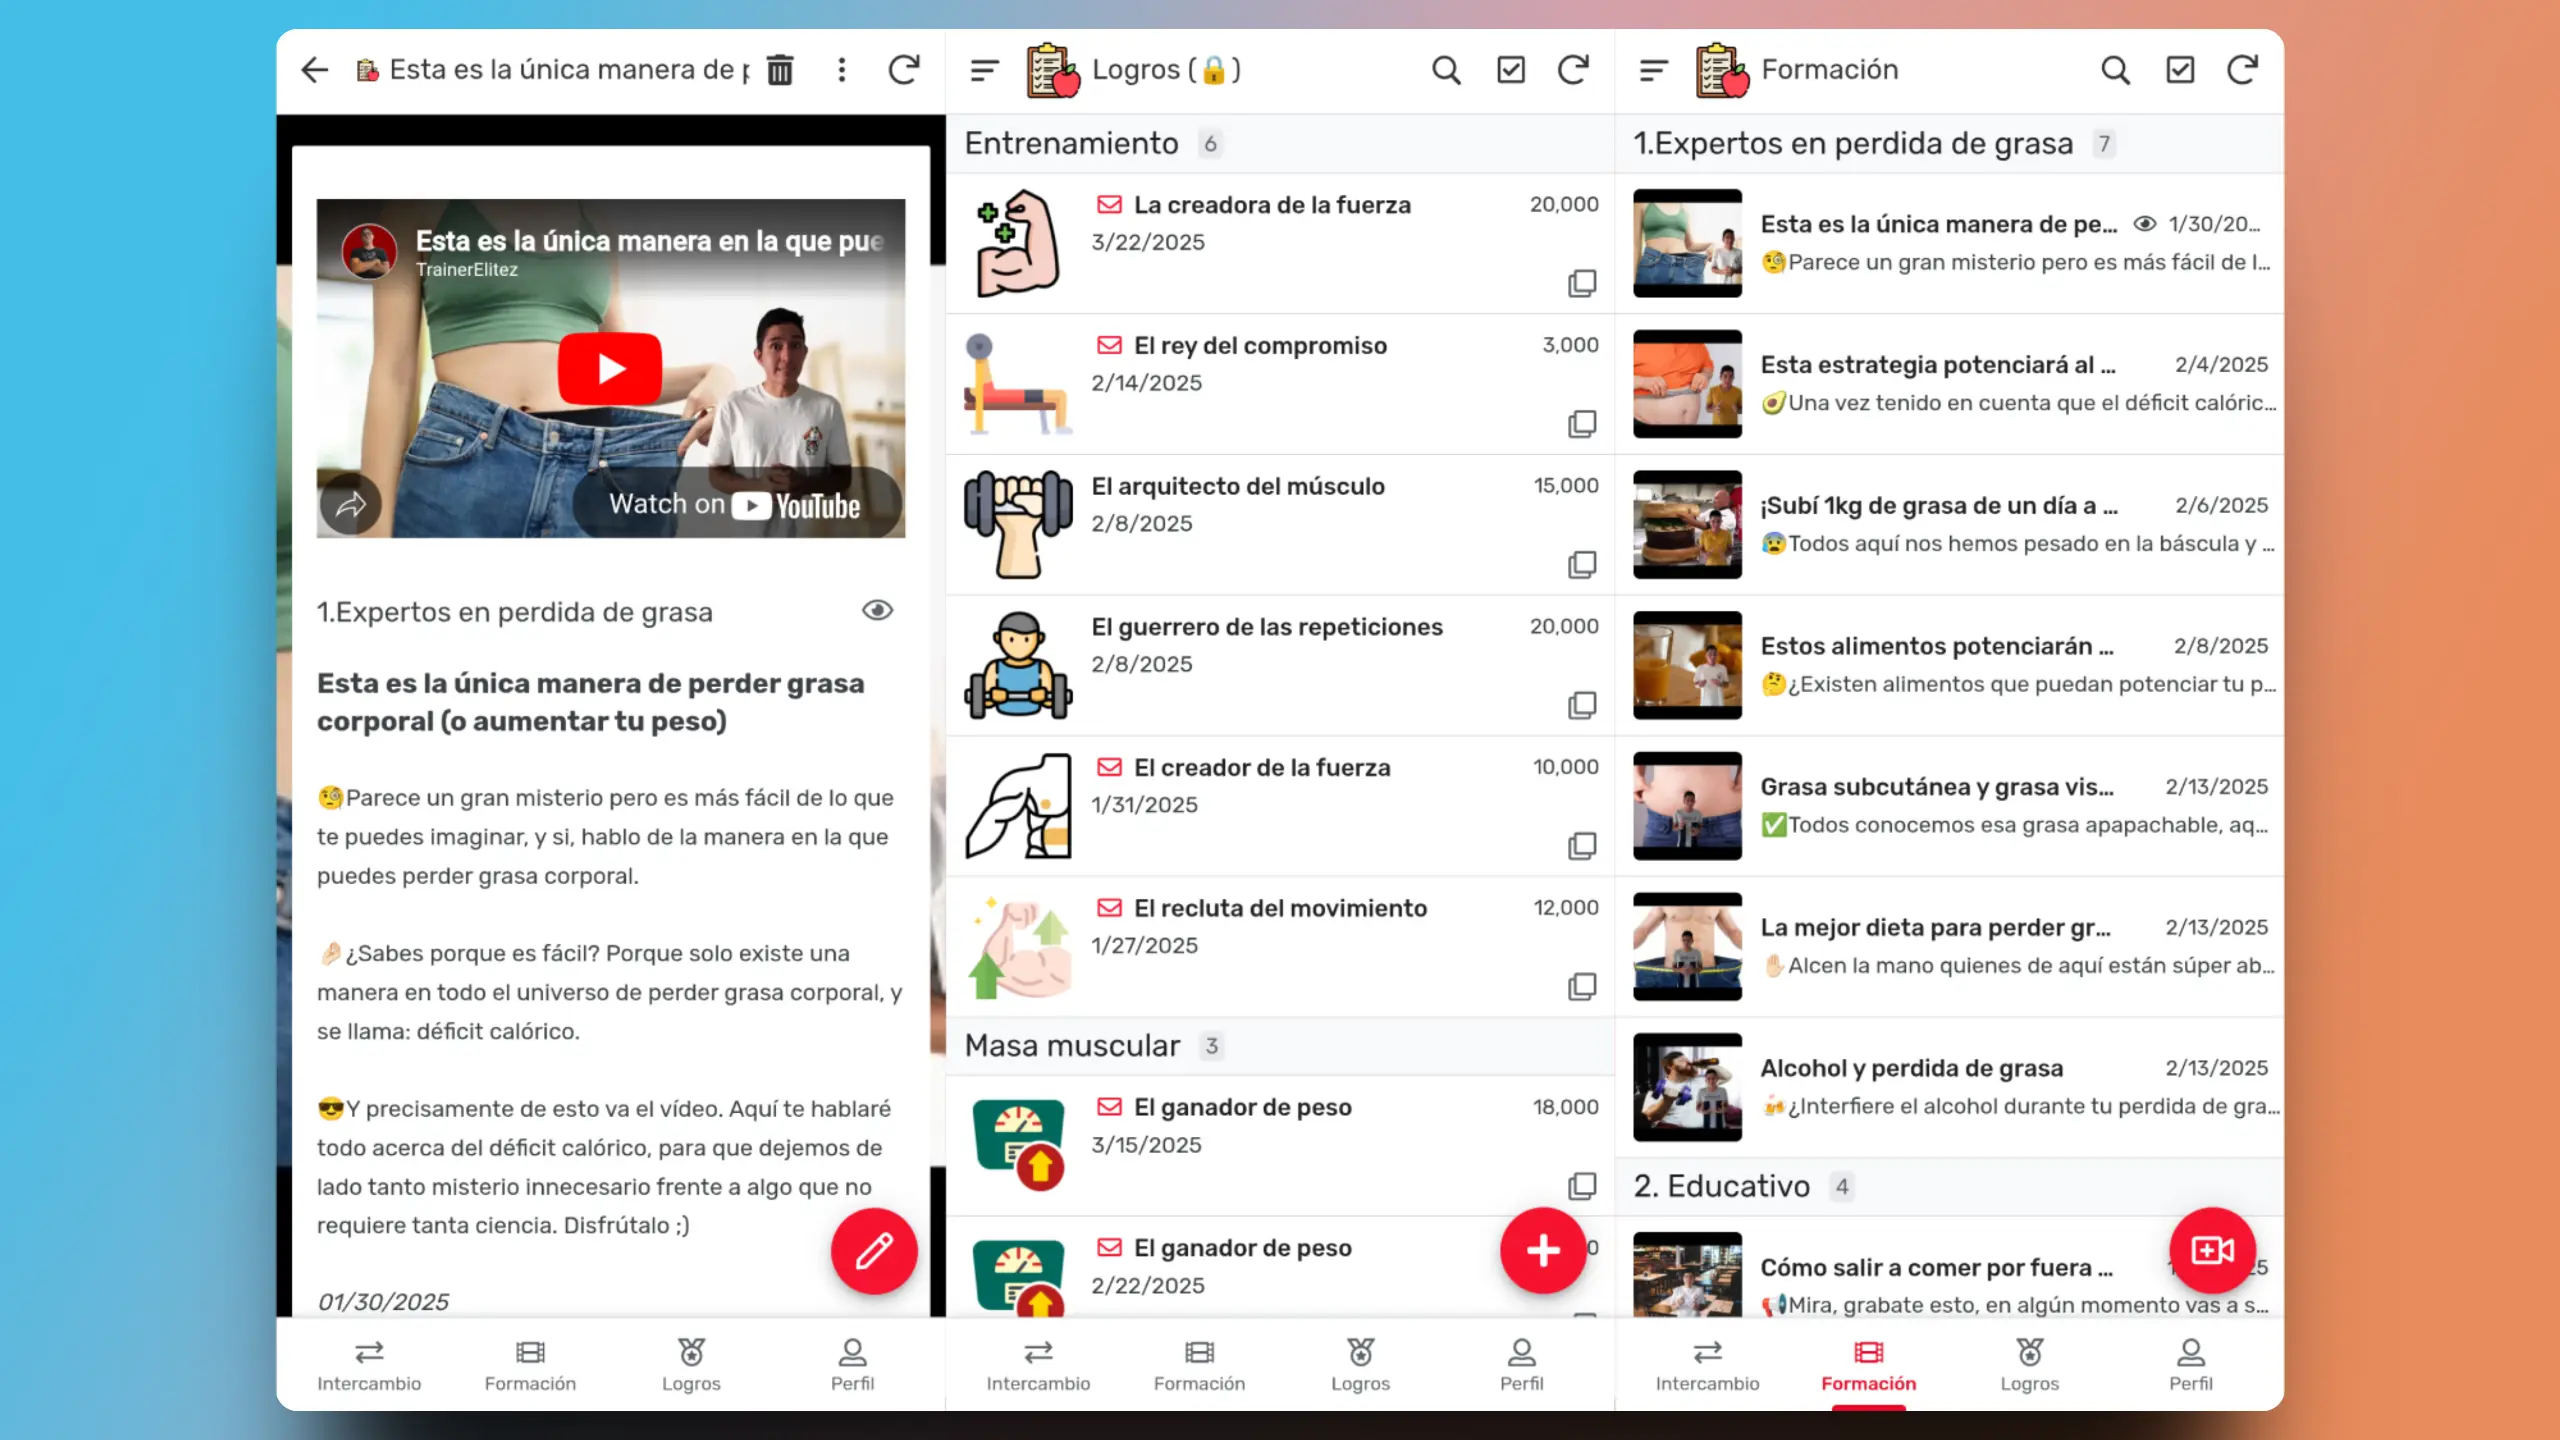 Esta es la única manera de p
Esta es la única manera en la que pue
TrainerElitez
Watch on YouTube
1.Expertos en perdida de grasa
Esta es la única manera de perder grasa
corporal (o aumentar tu peso)
🧐Parece un gran misterio pero es más fácil de lo que
te puedes imaginar, y si, hablo de la manera en la que
puedes perder grasa corporal.
🤌🏻¿Sabes porque es fácil? Porque solo existe una
manera en todo el universo de perder grasa corporal, y
se llama: déficit calórico.
😎Y precisamente de esto va el vídeo. Aquí te hablaré
todo acerca del déficit calórico, para que dejemos de
lado tanto misterio innecesario frente a algo que no
requiere tanta ciencia. Disfrútalo ;)
01/30/2025
Intercambio
Formación
Logros
Perfil
Logros (🔒)
Entrenamiento 6
La creadora de la fuerza 20,000
3/22/2025
El rey del compromiso 3,000
2/14/2025
El arquitecto del músculo 15,000
2/8/2025
El guerrero de las repeticiones 20,000
2/8/2025
El creador de la fuerza 10,000
1/31/2025
El recluta del movimiento 12,000
1/27/2025
Masa muscular 3
El ganador de peso 18,000
3/15/2025
El ganador de peso
2/22/2025
Intercambio
Formación
Logros
Perfil
Formación
1.Expertos en perdida de grasa 7
Esta es la única manera de pe... 1/30/20...
🧐Parece un gran misterio pero es más fácil de l...
Esta estrategia potenciará al ... 2/4/2025
🥑Una vez tenido en cuenta que el déficit calóric...
¡Subí 1kg de grasa de un día a ... 2/6/2025
😰Todos aquí nos hemos pesado en la báscula y ...
Estos alimentos potenciarán ... 2/8/2025
🤔¿Existen alimentos que puedan potenciar tu p...
Grasa subcutánea y grasa vis... 2/13/2025
✅Todos conocemos esa grasa apapachable, aq...
La mejor dieta para perder gr... 2/13/2025
✋🏻Alcen la mano quienes de aquí están súper ab...
Alcohol y perdida de grasa 2/13/2025
🍻¿Interfiere el alcohol durante tu perdida de gra...
2. Educativo 4
Cómo salir a comer por fuera ...
📢Mira, grabate esto, en algún momento vas a s...
Intercambio
Formación
Logros
Perfil